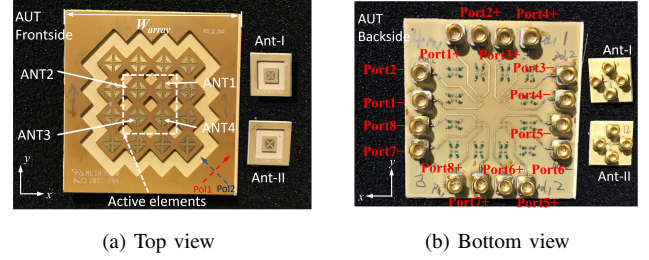 AUT
Frontside
W_array
Ant-I
ANT2
ANT1
ANT3
ANT4
Ant-II
y
x
Pol1
Pol2
Active elements
(a) Top view
AUT
Backside
Port2+
Port4+
Port1+
Port3+
Port2−
Port3−
Port1−
Port4−
Port8−
Port5−
Port7−
Port6−
Port8+
Port6+
Port7+
Port5+
Ant-I
Ant-II
y
x
(b) Bottom view